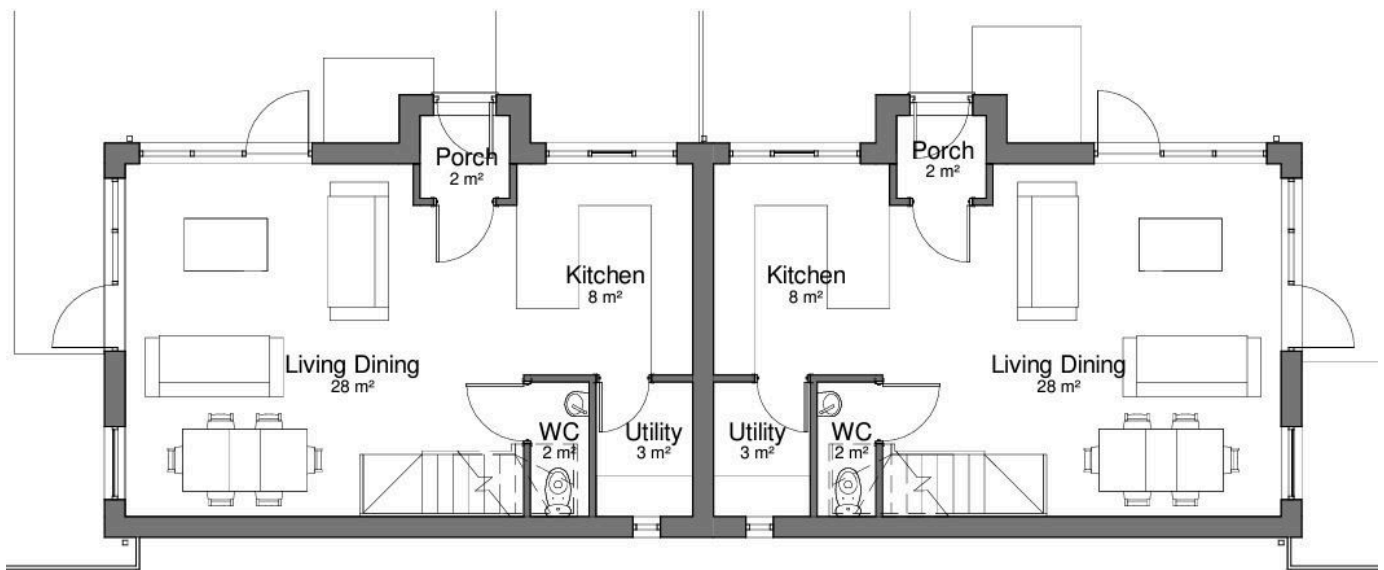 Porch
2 m²
Porch
2 m²
Kitchen
8 m²
Kitchen
8 m²
Living Dining
28 m²
Living Dining
28 m²
WC
2 m²
Utility
3 m²
Utility
3 m²
WC
2 m²